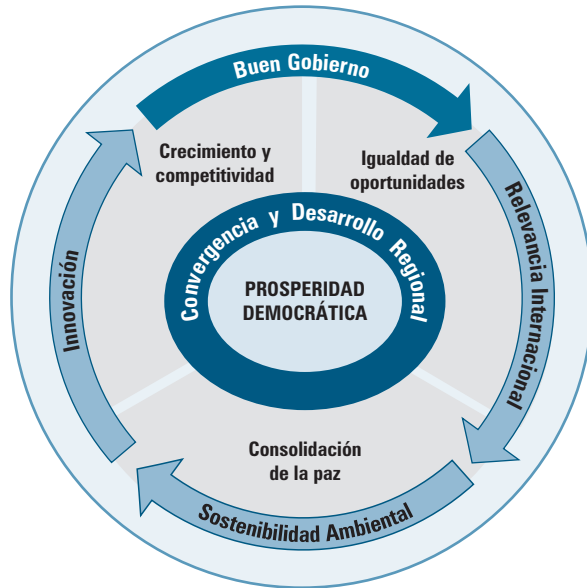 Buen Gobierno
Crecimiento y
competitividad
Igualdad de
oportunidades
Relevancia Internacional
Innovación
Convergencia y Desarrollo Regional
PROSPERIDAD
DEMOCRÁTICA
Consolidación
de la paz
Sostenibilidad Ambiental